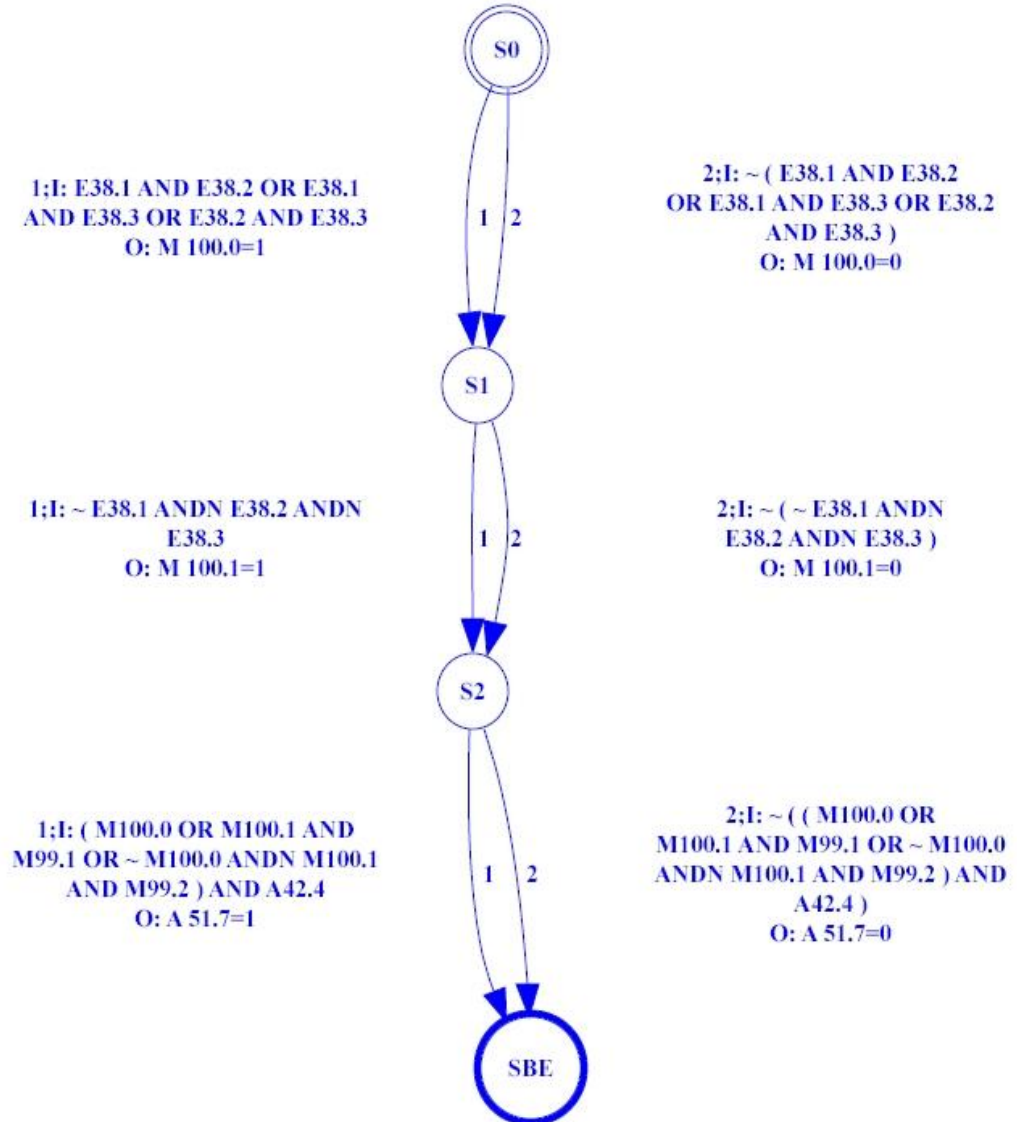 S0
1;I: E38.1 AND E38.2 OR E38.1
AND E38.3 OR E38.2 AND E38.3
O: M 100.0=1
1
2
2;I: ~ ( E38.1 AND E38.2
OR E38.1 AND E38.3 OR E38.2
AND E38.3 )
O: M 100.0=0
S1
1;I: ~ E38.1 ANDN E38.2 ANDN
E38.3
O: M 100.1=1
1
2
2;I: ~ ( ~ E38.1 ANDN
E38.2 ANDN E38.3 )
O: M 100.1=0
S2
1;I: ( M100.0 OR M100.1 AND
M99.1 OR ~ M100.0 ANDN M100.1
AND M99.2 ) AND A42.4
O: A 51.7=1
1
2
2;I: ~ ( ( M100.0 OR
M100.1 AND M99.1 OR ~ M100.0
ANDN M100.1 AND M99.2 ) AND
A42.4 )
O: A 51.7=0
SBE